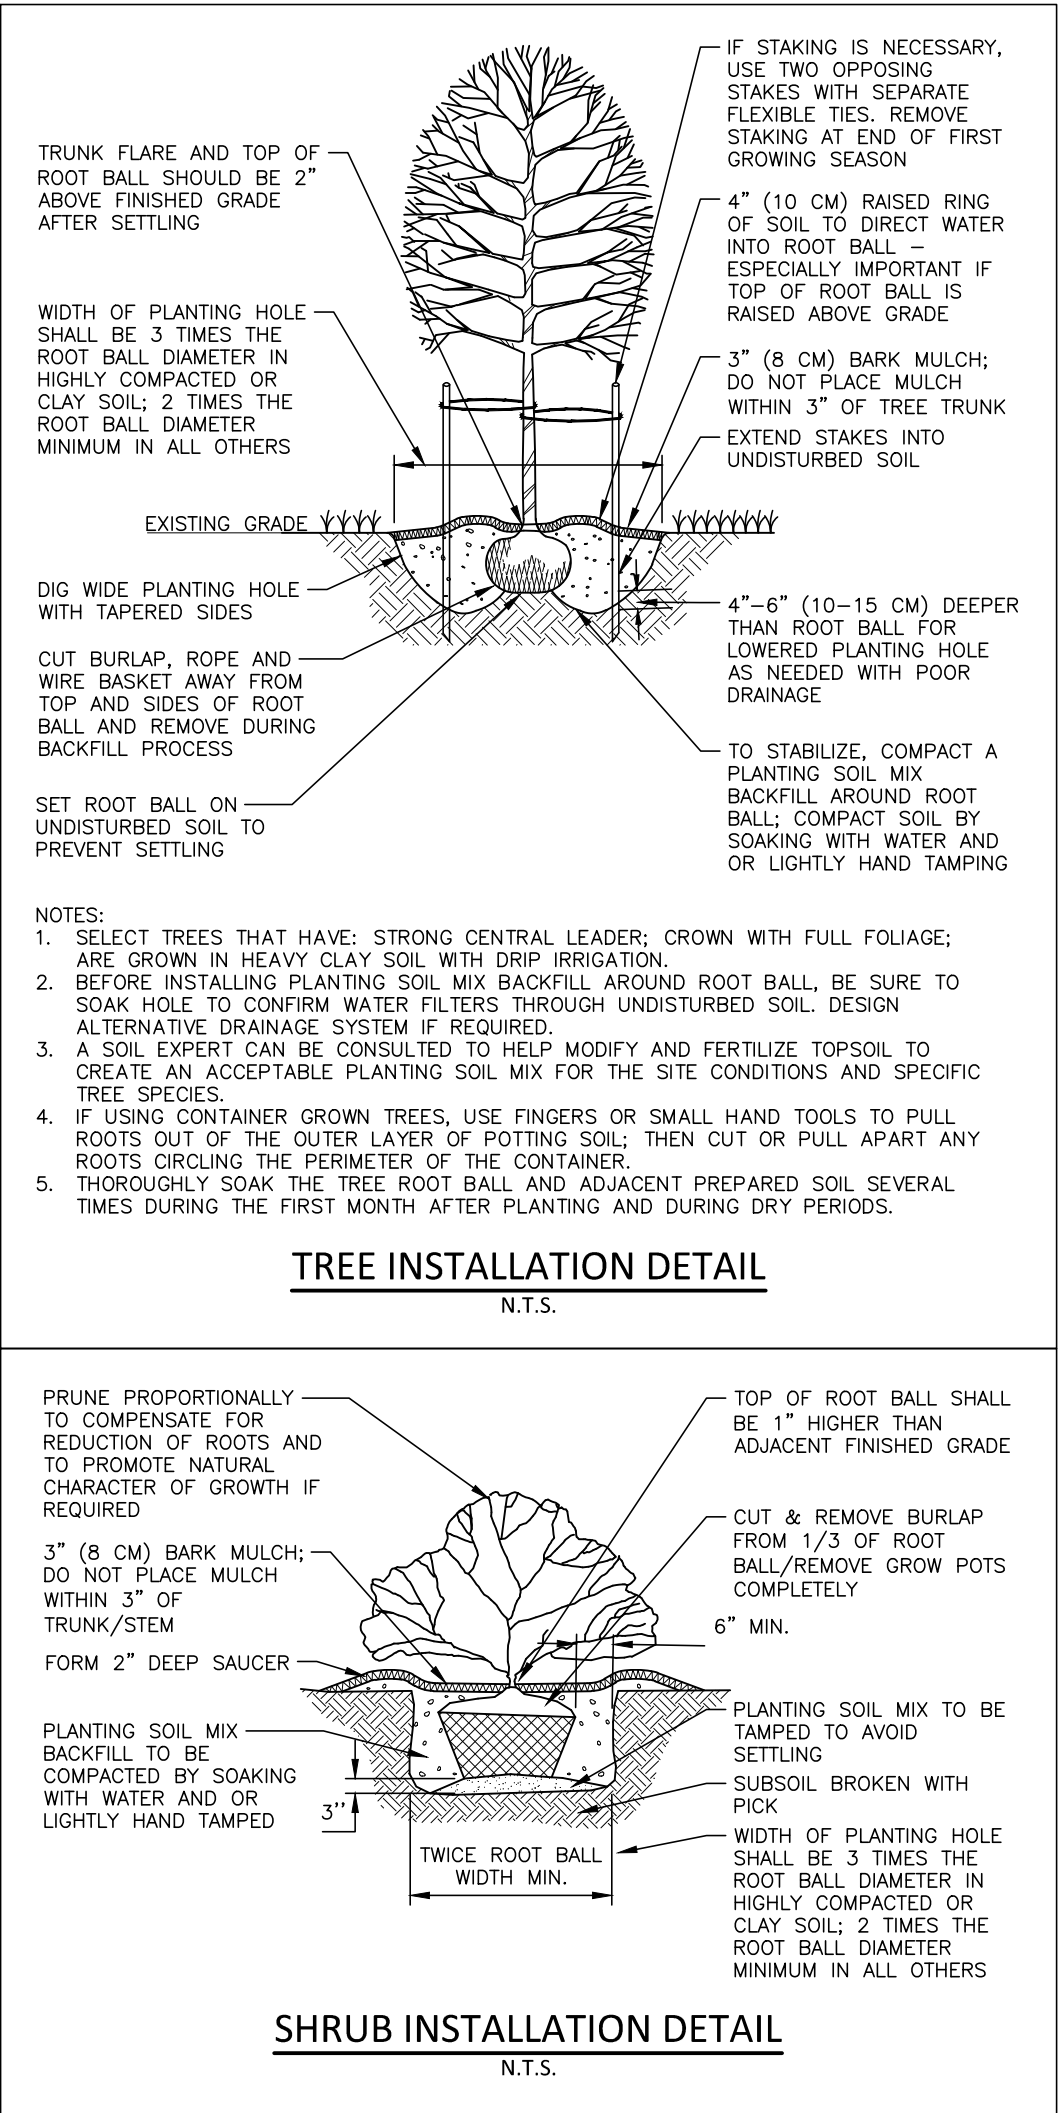 TRUNK FLARE AND TOP OF
ROOT BALL SHOULD BE 2”
ABOVE FINISHED GRADE
AFTER SETTLING
WIDTH OF PLANTING HOLE
SHALL BE 3 TIMES THE
ROOT BALL DIAMETER IN
HIGHLY COMPACTED OR
CLAY SOIL; 2 TIMES THE
ROOT BALL DIAMETER
MINIMUM IN ALL OTHERS
EXISTING GRADE
DIG WIDE PLANTING HOLE
WITH TAPERED SIDES
CUT BURLAP, ROPE AND
WIRE BASKET AWAY FROM
TOP AND SIDES OF ROOT
BALL AND REMOVE DURING
BACKFILL PROCESS
SET ROOT BALL ON
UNDISTURBED SOIL TO
PREVENT SETTLING
IF STAKING IS NECESSARY,
USE TWO OPPOSING
STAKES WITH SEPARATE
FLEXIBLE TIES. REMOVE
STAKING AT END OF FIRST
GROWING SEASON
4” (10 CM) RAISED RING
OF SOIL TO DIRECT WATER
INTO ROOT BALL –
ESPECIALLY IMPORTANT IF
TOP OF ROOT BALL IS
RAISED ABOVE GRADE
3” (8 CM) BARK MULCH;
DO NOT PLACE MULCH
WITHIN 3” OF TREE TRUNK
EXTEND STAKES INTO
UNDISTURBED SOIL
4”–6” (10–15 CM) DEEPER
THAN ROOT BALL FOR
LOWERED PLANTING HOLE
AS NEEDED WITH POOR
DRAINAGE
TO STABILIZE, COMPACT A
PLANTING SOIL MIX
BACKFILL AROUND ROOT
BALL; COMPACT SOIL BY
SOAKING WITH WATER AND
OR LIGHTLY HAND TAMPING
NOTES:
1. SELECT TREES THAT HAVE: STRONG CENTRAL LEADER; CROWN WITH FULL FOLIAGE;
ARE GROWN IN HEAVY CLAY SOIL WITH DRIP IRRIGATION.
2. BEFORE INSTALLING PLANTING SOIL MIX BACKFILL AROUND ROOT BALL, BE SURE TO
SOAK HOLE TO CONFIRM WATER FILTERS THROUGH UNDISTURBED SOIL. DESIGN
ALTERNATIVE DRAINAGE SYSTEM IF REQUIRED.
3. A SOIL EXPERT CAN BE CONSULTED TO HELP MODIFY AND FERTILIZE TOPSOIL TO
CREATE AN ACCEPTABLE PLANTING SOIL MIX FOR THE SITE CONDITIONS AND SPECIFIC
TREE SPECIES.
4. IF USING CONTAINER GROWN TREES, USE FINGERS OR SMALL HAND TOOLS TO PULL
ROOTS OUT OF THE OUTER LAYER OF POTTING SOIL; THEN CUT OR PULL APART ANY
ROOTS CIRCLING THE PERIMETER OF THE CONTAINER.
5. THOROUGHLY SOAK THE TREE ROOT BALL AND ADJACENT PREPARED SOIL SEVERAL
TIMES DURING THE FIRST MONTH AFTER PLANTING AND DURING DRY PERIODS.
TREE INSTALLATION DETAIL
N.T.S.
PRUNE PROPORTIONALLY
TO COMPENSATE FOR
REDUCTION OF ROOTS AND
TO PROMOTE NATURAL
CHARACTER OF GROWTH IF
REQUIRED
3” (8 CM) BARK MULCH;
DO NOT PLACE MULCH
WITHIN 3” OF
TRUNK/STEM
FORM 2” DEEP SAUCER
PLANTING SOIL MIX
BACKFILL TO BE
COMPACTED BY SOAKING
WITH WATER AND OR
LIGHTLY HAND TAMPED
3’’
TWICE ROOT BALL
WIDTH MIN.
TOP OF ROOT BALL SHALL
BE 1” HIGHER THAN
ADJACENT FINISHED GRADE
CUT & REMOVE BURLAP
FROM 1/3 OF ROOT
BALL/REMOVE GROW POTS
COMPLETELY
6” MIN.
PLANTING SOIL MIX TO BE
TAMPED TO AVOID
SETTLING
SUBSOIL BROKEN WITH
PICK
WIDTH OF PLANTING HOLE
SHALL BE 3 TIMES THE
ROOT BALL DIAMETER IN
HIGHLY COMPACTED OR
CLAY SOIL; 2 TIMES THE
ROOT BALL DIAMETER
MINIMUM IN ALL OTHERS
SHRUB INSTALLATION DETAIL
N.T.S.